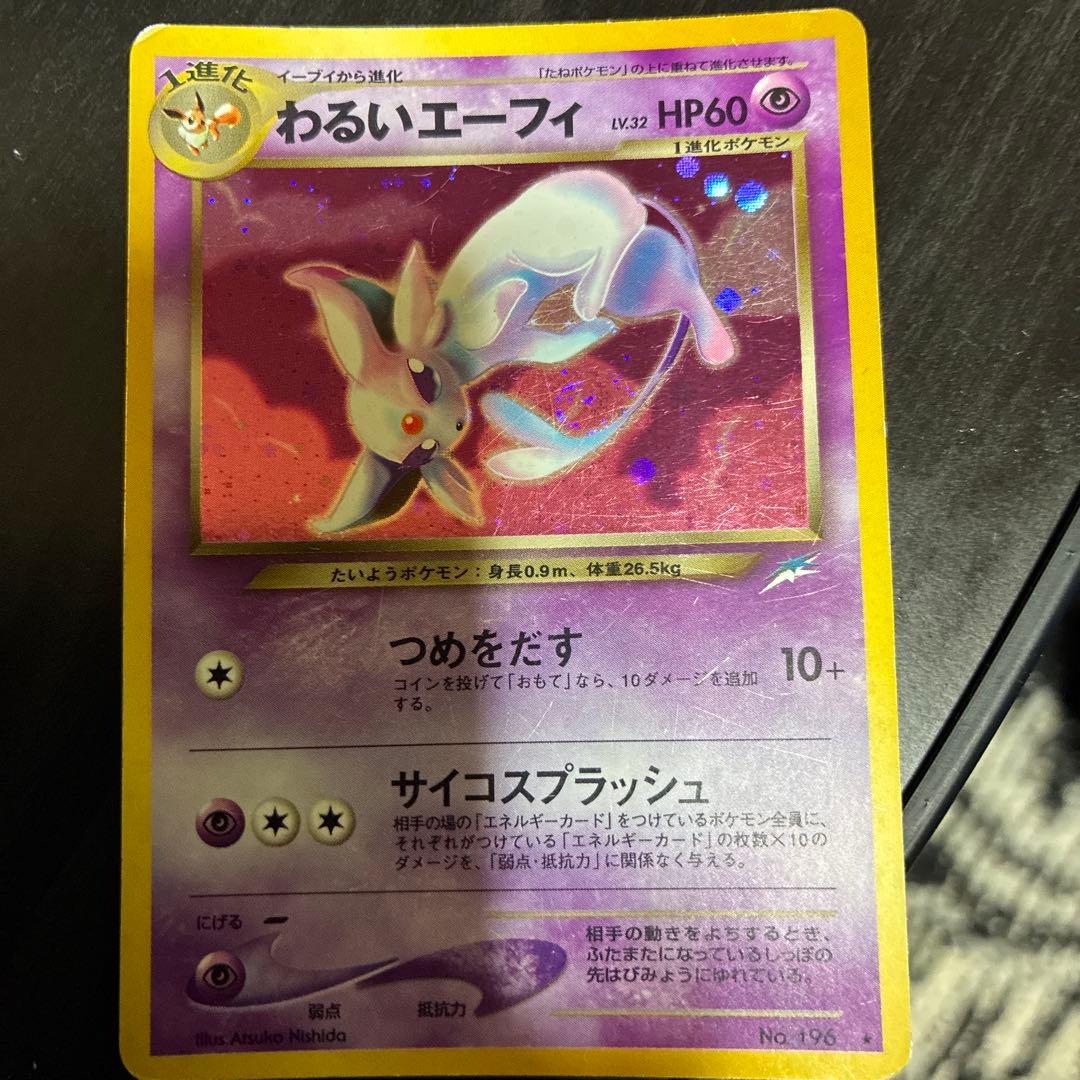 1進化
イーブイから進化
「たねポケモン」の上に重ねて進化させます。
わるいエーフィ LV.32 HP60
1進化ポケモン
たいようポケモン：身長0.9m、体重26.5kg
つめをだす 10+
コインを投げて「おもて」なら、10ダメージを追加
する。
サイコスプラッシュ
相手の場の「エネルギーカード」をつけているポケモン全員に、
それぞれがつけている「エネルギーカード」の枚数×10の
ダメージを、「弱点・抵抗力」に関係なく与える。
にげる
相手の動きをよちするとき、
ふたまたになっているしっぽの
先はびみょうにゆれている。
弱点 抵抗力
Illus.Atsuko Nishida
No. 196